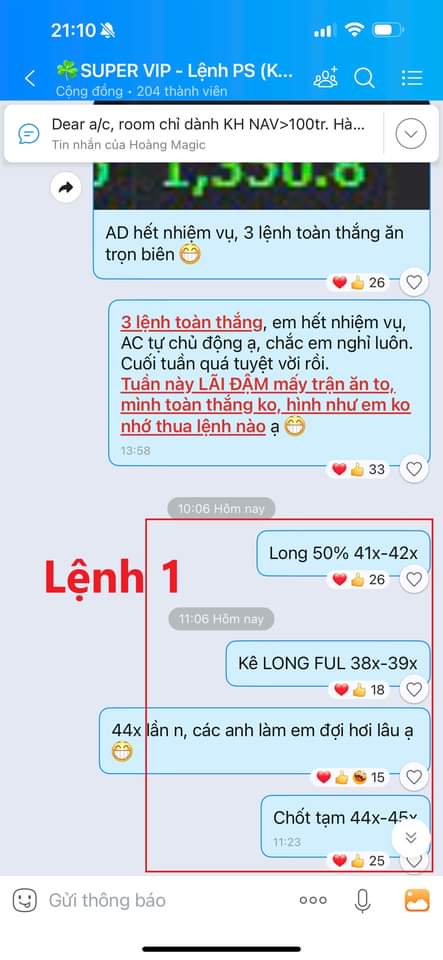 21:10
☘️SUPER VIP - Lệnh PS (K...
Cộng đồng • 204 thành viên
Dear a/c, room chỉ dành KH NAV>100tr. Hà...
Tin nhắn của Hoàng Magic
1,330.8
AD hết nhiệm vụ, 3 lệnh toàn thắng ăn
trọn biên 😁
26
3 lệnh toàn thắng, em hết nhiệm vụ,
AC tự chủ động ạ, chắc em nghỉ luôn.
Cuối tuần quá tuyệt vời rồi.
Tuần này LÃI ĐẬM mấy trận ăn to,
mình toàn thắng ko, hình như em ko
nhớ thua lệnh nào ạ 😁
13:58
33
10:06 Hôm nay
Long 50% 41x-42x
26
Lệnh 1
11:06 Hôm nay
Kê LONG FUL 38x-39x
18
44x lần n, các anh làm em đợi hơi lâu ạ
😁
15
Chốt tạm 44x-45x
11:23
25
Gửi thông báo